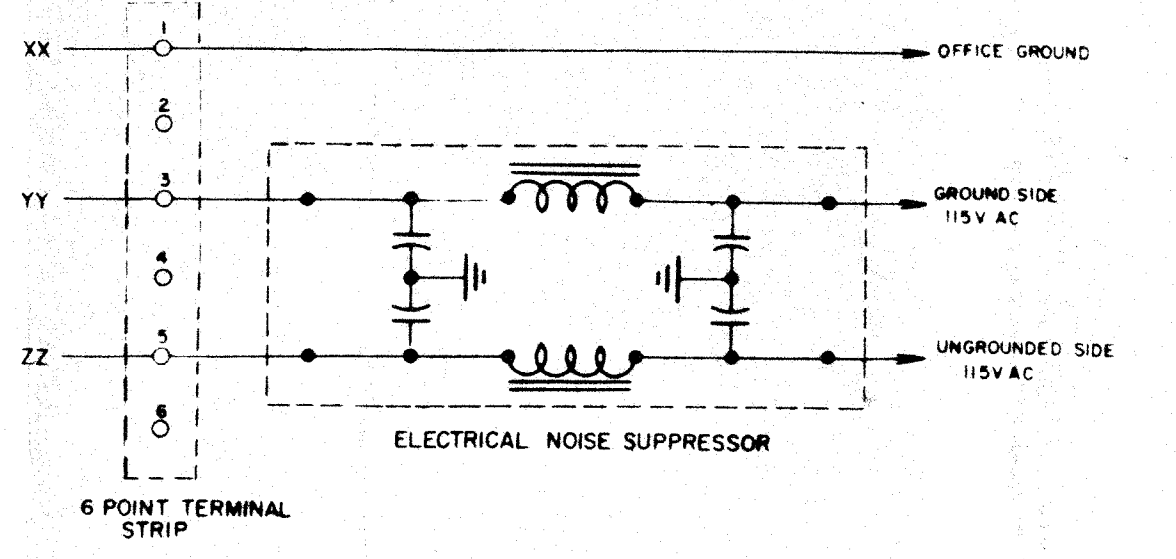 1
XX
OFFICE GROUND
2
3
YY
GROUND SIDE
115V AC
4
5
ZZ
UNGROUNDED SIDE
115V AC
6
ELECTRICAL NOISE SUPPRESSOR
6 POINT TERMINAL
STRIP